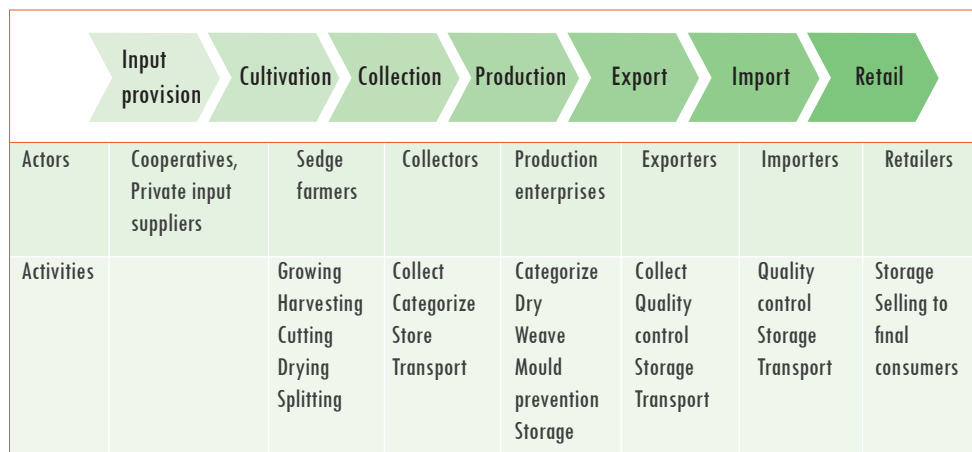 Input
provision
Cultivation
Collection
Production
Export
Import
Retail
Actors
Cooperatives,
Private input
suppliers
Sedge
farmers
Collectors
Production
enterprises
Exporters
Importers
Retailers
Activities
Growing
Harvesting
Cutting
Drying
Splitting
Collect
Categorize
Store
Transport
Categorize
Dry
Weave
Mould
prevention
Storage
Collect
Quality
control
Storage
Transport
Quality
control
Storage
Transport
Storage
Selling to
final
consumers